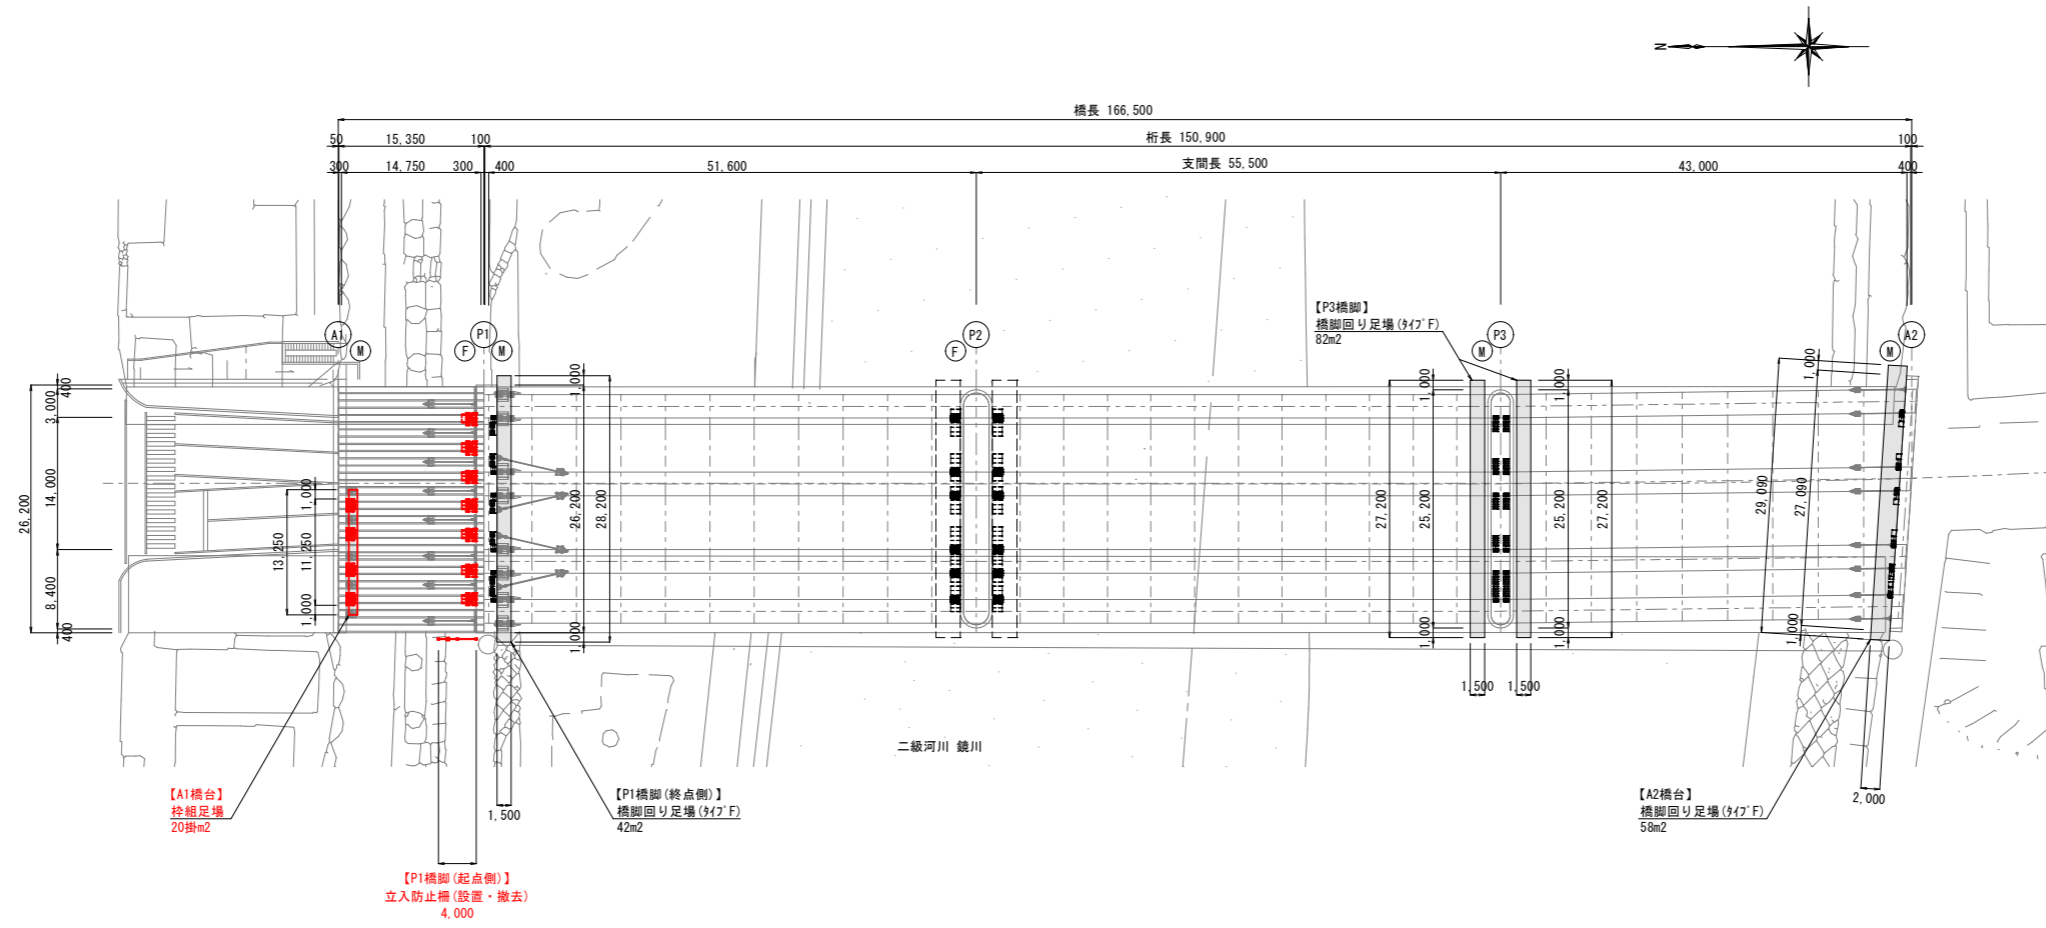 N
橋長 166,500
50
15,350
100
桁長 150,900
100
300
14,750
300
400
51,600
支間長 55,500
43,000
400
【P3橋脚】
橋脚回り足場(ﾀｲﾌﾟF)
82m2
A1
P1
P2
P3
A2
M
F
M
F
M
M
400
3,000
14,000
26,200
8,400
400
1,000
13,250
11,250
1,000
1,000
26,200
28,200
1,000
1,000
27,200
25,200
1,000
1,000
25,200
27,200
1,000
1,000
29,090
27,090
1,000
1,500
1,500
二級河川 鏡川
【A1橋台】
枠組足場
20掛m2
1,500
【P1橋脚(終点側)】
橋脚回り足場(ﾀｲﾌﾟF)
42m2
【A2橋台】
橋脚回り足場(ﾀｲﾌﾟF)
58m2
2,000
【P1橋脚(起点側)】
立入防止柵(設置・撤去)
4,000